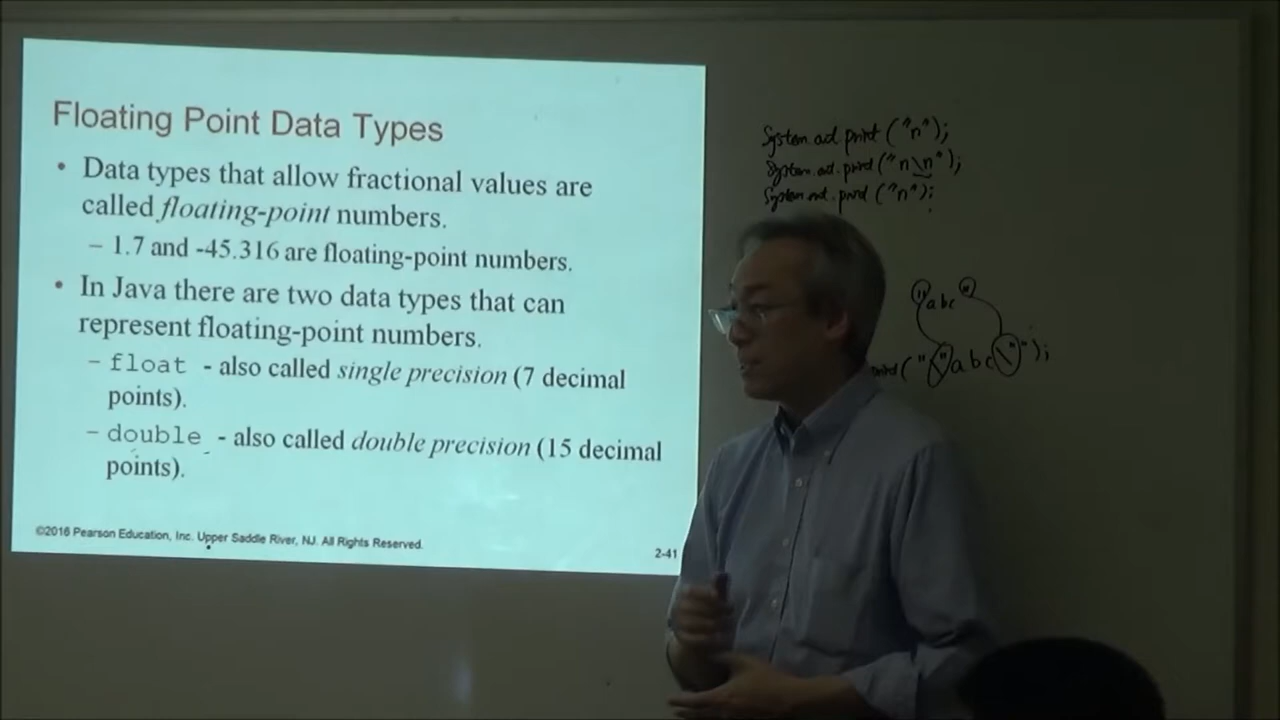 Floating Point Data Types
• Data types that allow fractional values are
called floating-point numbers.
– 1.7 and -45.316 are floating-point numbers.
• In Java there are two data types that can
represent floating-point numbers.
– float - also called single precision (7 decimal
points).
– double - also called double precision (15 decimal
points).
©2016 Pearson Education, Inc. Upper Saddle River, NJ. All Rights Reserved.
2-41
System.out.print ("n");
System.out.print ("n\n");
System.out.print ("n");
"abc"
("\"abc\"");